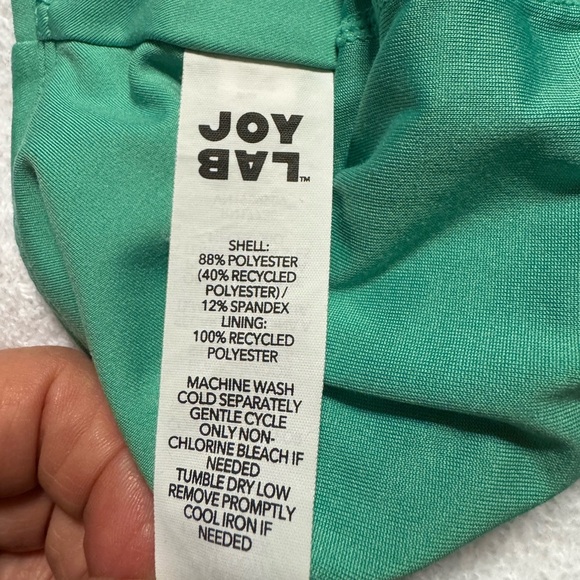 JOY
LAB™
SHELL:
88% POLYESTER
(40% RECYCLED
POLYESTER) /
12% SPANDEX
LINING:
100% RECYCLED
POLYESTER
MACHINE WASH
COLD SEPARATELY
GENTLE CYCLE
ONLY NON-
CHLORINE BLEACH IF
NEEDED
TUMBLE DRY LOW
REMOVE PROMPTLY
COOL IRON IF
NEEDED